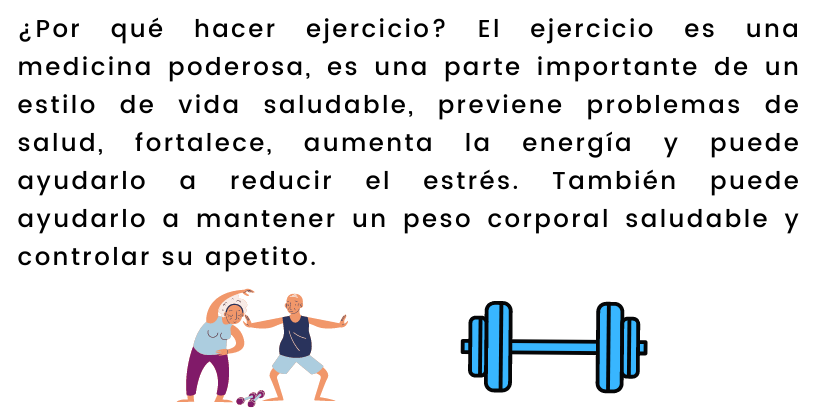 ¿Por qué hacer ejercicio? El ejercicio es una
medicina poderosa, es una parte importante de un
estilo de vida saludable, previene problemas de
salud, fortalece, aumenta la energía y puede
ayudarlo a reducir el estrés. También puede
ayudarlo a mantener un peso corporal saludable y
controlar su apetito.